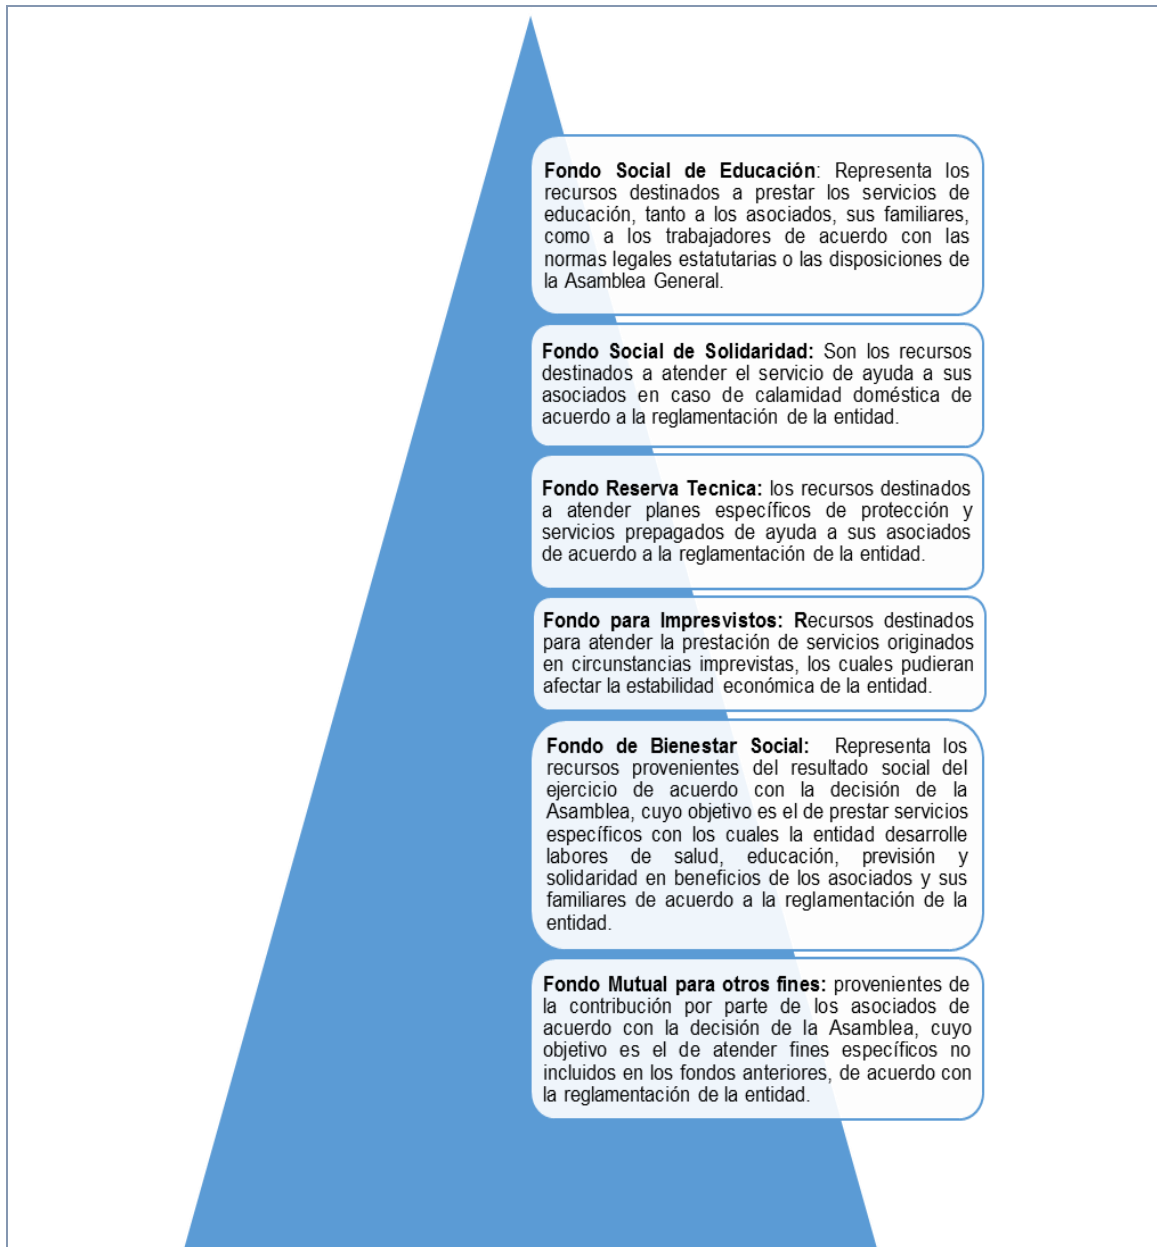 Fondo Social de Educación: Representa los
recursos destinados a prestar los servicios de
educación, tanto a los asociados, sus familiares,
como a los trabajadores de acuerdo con las
normas legales estatutarias o las disposiciones de
la Asamblea General.
Fondo Social de Solidaridad: Son los recursos
destinados a atender el servicio de ayuda a sus
asociados en caso de calamidad doméstica de
acuerdo a la reglamentación de la entidad.
Fondo Reserva Tecnica: los recursos destinados
a atender planes específicos de protección y
servicios prepagados de ayuda a sus asociados
de acuerdo a la reglamentación de la entidad.
Fondo para Impresvistos: Recursos destinados
para atender la prestación de servicios originados
en circunstancias imprevistas, los cuales pudieran
afectar la estabilidad económica de la entidad.
Fondo de Bienestar Social: Representa los
recursos provenientes del resultado social del
ejercicio de acuerdo con la decisión de la
Asamblea, cuyo objetivo es el de prestar servicios
específicos con los cuales la entidad desarrolle
labores de salud, educación, previsión y
solidaridad en beneficios de los asociados y sus
familiares de acuerdo a la reglamentación de la
entidad.
Fondo Mutual para otros fines: provenientes de
la contribución por parte de los asociados de
acuerdo con la decisión de la Asamblea, cuyo
objetivo es el de atender fines específicos no
incluidos en los fondos anteriores, de acuerdo con
la reglamentación de la entidad.